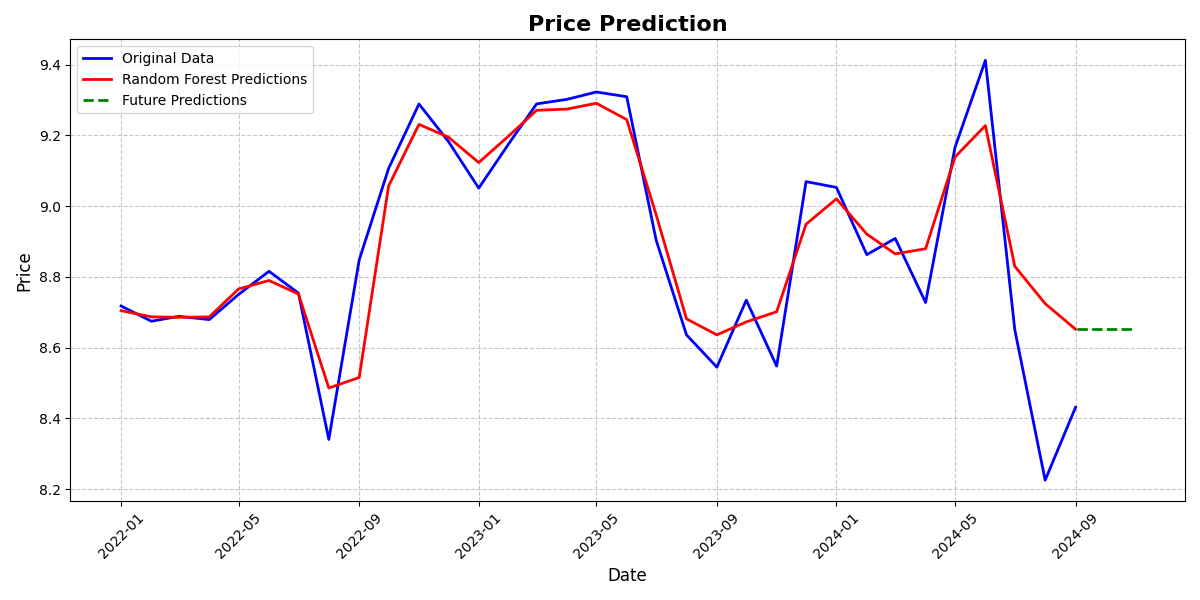 Price Prediction
Original Data
Random Forest Predictions
Future Predictions
Price
9.4
9.2
9.0
8.8
8.6
8.4
8.2
2022-01
2022-05
2022-09
2023-01
2023-05
2023-09
2024-01
2024-05
2024-09
Date